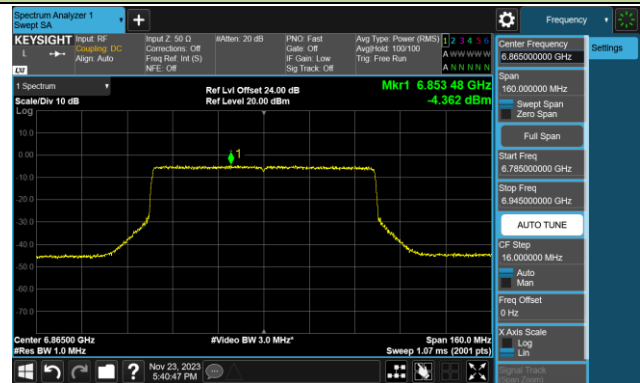 Spectrum Analyzer 1
Swept SA
Frequency
KEYSIGHT
L
LXI
Input: RF
Coupling: DC
Align: Auto
Input Z: 50 Ω
Corrections: Off
Freq Ref: Int (S)
NFE: Off
#Atten: 20 dB
PNO: Fast
Gate: Off
IF Gain: Low
Sig Track: Off
Avg Type: Power (RMS)
Avg|Hold: 100/100
Trig: Free Run
1 2 3 4 5 6
A W W W W W
A N N N N N
1 Spectrum
Scale/Div 10 dB
Log
Ref Lvl Offset 24.00 dB
Ref Level 20.00 dBm
Mkr1 6.853 48 GHz
-4.362 dBm
10.0
0.00
-10.0
-20.0
-30.0
-40.0
-50.0
-60.0
-70.0
1
Center 6.86500 GHz
#Res BW 1.0 MHz
#Video BW 3.0 MHz*
Span 160.0 MHz
Sweep 1.07 ms (2001 pts)
Nov 23, 2023
5:40:47 PM
?
Center Frequency
6.865000000 GHz
Settings
Span
160.000000 MHz
Swept Span
Zero Span
Full Span
Start Freq
6.785000000 GHz
Stop Freq
6.945000000 GHz
AUTO TUNE
CF Step
16.000000 MHz
Auto
Man
Freq Offset
0 Hz
X Axis Scale
Log
Lin
Signal Track
(Span Zoom)